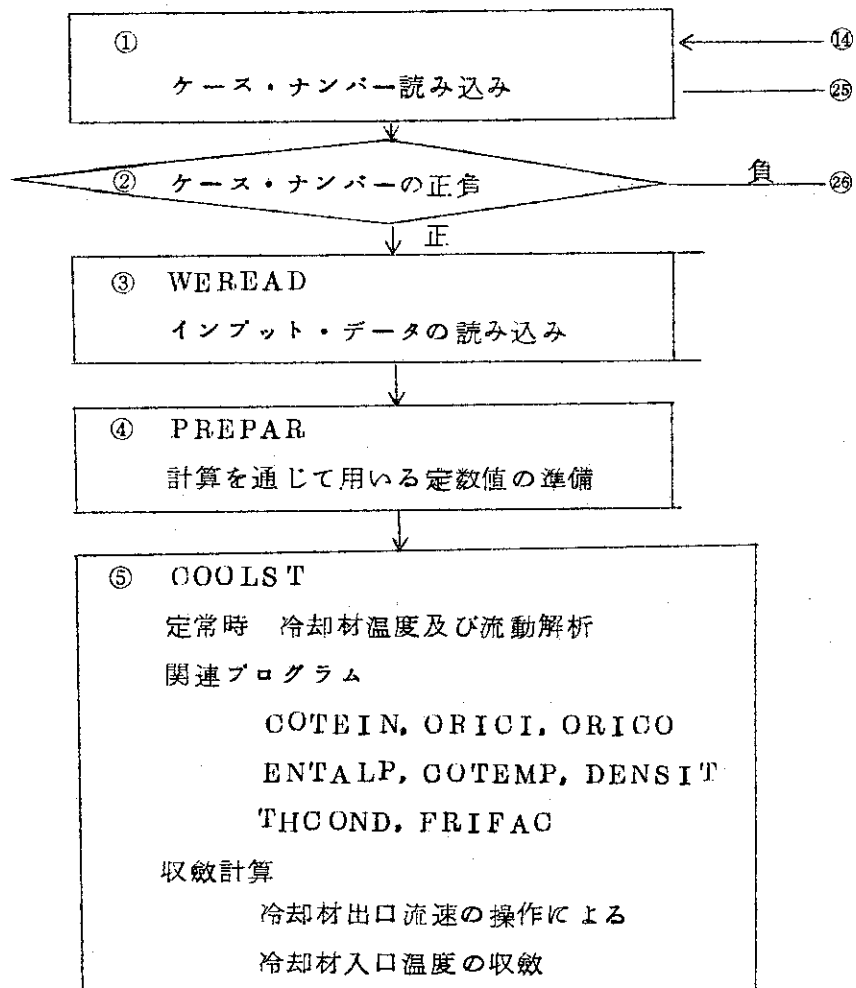 ①
⑭
ケース・ナンバー読み込み
㉕
② ケース・ナンバーの正負
負
㉖
正
③ WEREAD
インプット・データの読み込み
④ PREPAR
計算を通じて用いる定数値の準備
⑤ COOLST
定常時 冷却材温度及び流動解析
関連プログラム
COTEIN, ORICI, ORICO
ENTALP, COTEMP, DENSIT
THCOND, FRIFAC
収斂計算
冷却材出口流速の操作による
冷却材入口温度の収斂